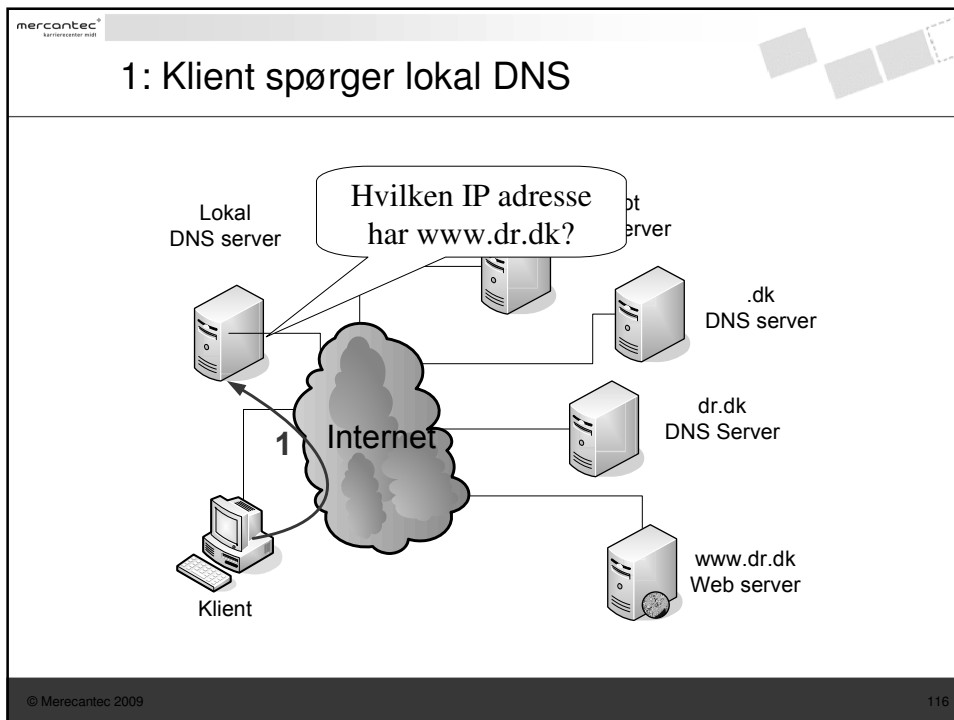 mercantec+
karrierecenter midt
1: Klient spørger lokal DNS
Hvilken IP adresse
har www.dr.dk?
Lokal
DNS server
.dk
DNS server
dr.dk
DNS Server
1
Internet
Klient
www.dr.dk
Web server
© Merecantec 2009
116